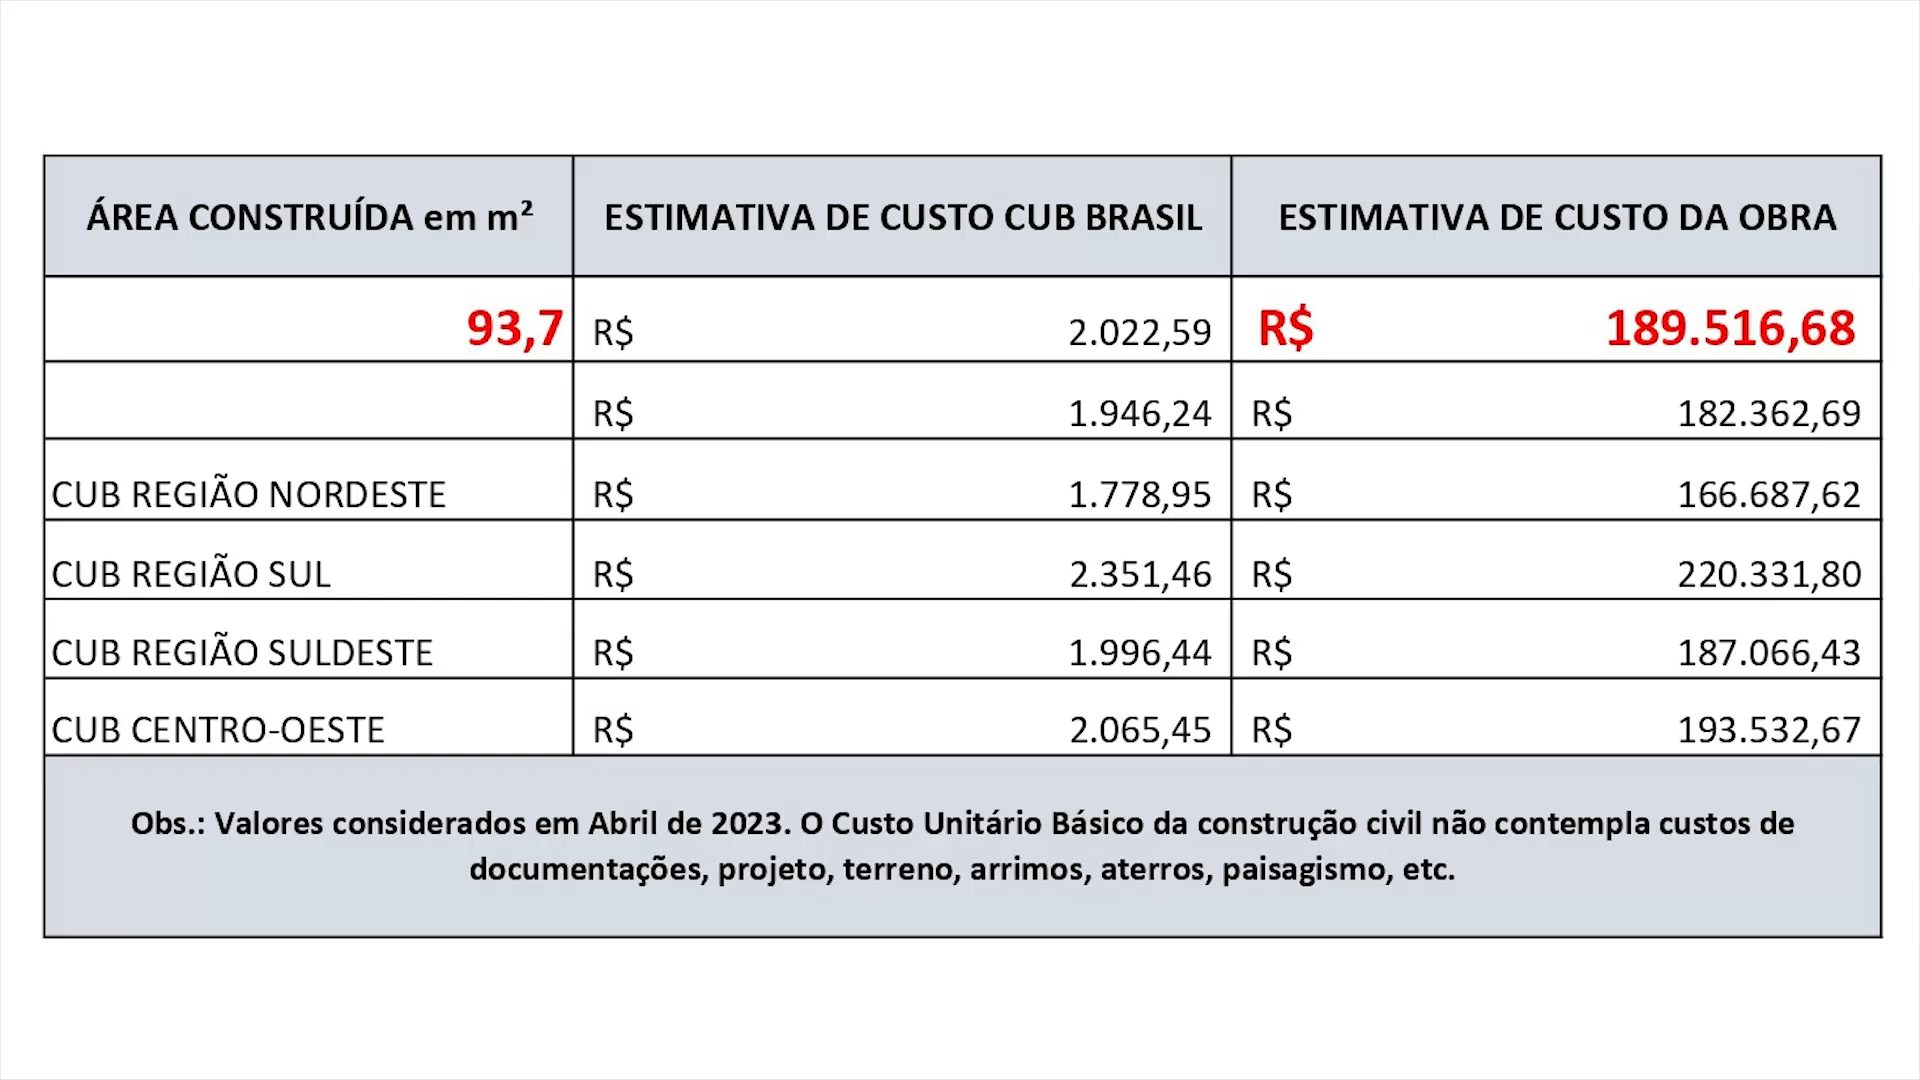 ÁREA CONSTRUÍDA em m² ESTIMATIVA DE CUSTO CUB BRASIL ESTIMATIVA DE CUSTO DA OBRA
93,7 R$ 2.022,59 R$ 189.516,68
R$ 1.946,24 R$ 182.362,69
CUB REGIÃO NORDESTE R$ 1.778,95 R$ 166.687,62
CUB REGIÃO SUL R$ 2.351,46 R$ 220.331,80
CUB REGIÃO SULDESTE R$ 1.996,44 R$ 187.066,43
CUB CENTRO-OESTE R$ 2.065,45 R$ 193.532,67
Obs.: Valores considerados em Abril de 2023. O Custo Unitário Básico da construção civil não contempla custos de
documentações, projeto, terreno, arrimos, aterros, paisagismo, etc.